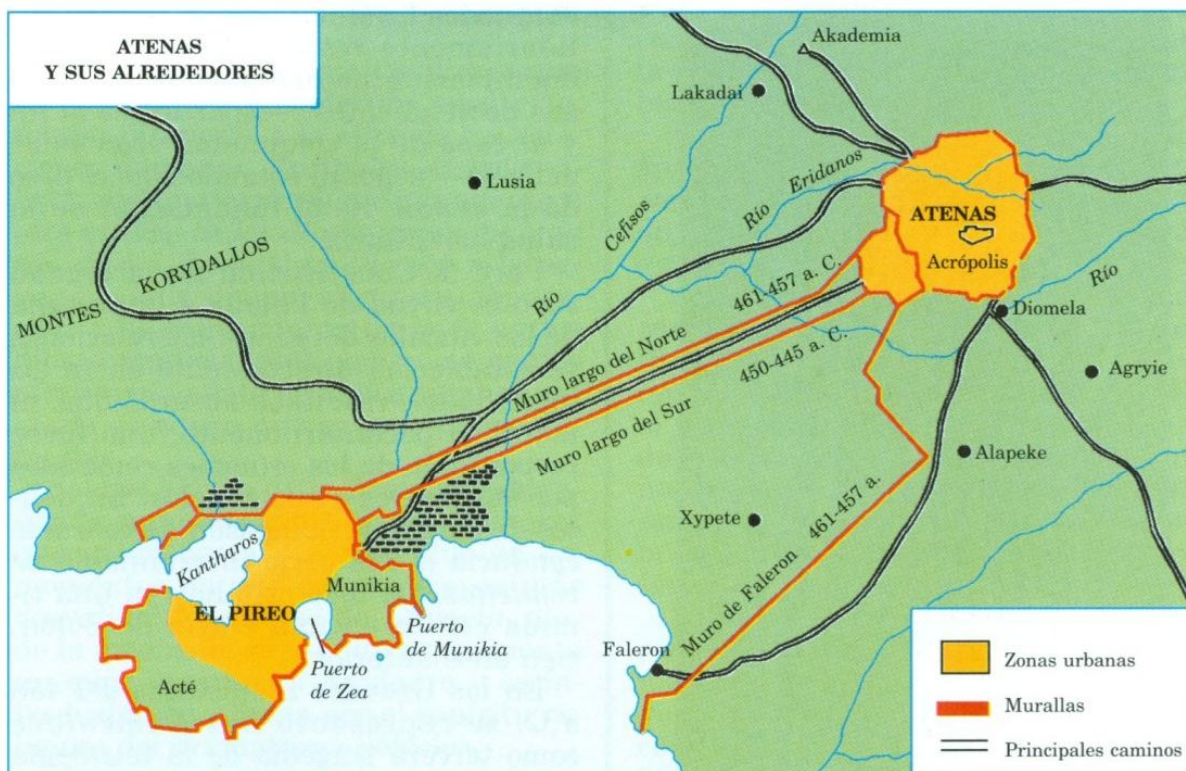 ATENAS
Y SUS ALREDÉDORES
Akademia
Lakadai
Lusia
Río Eridanos
Río Cefisos
ATENAS
Acrópolis
Río
Diomela
Agryie
Alapeke
MONTES KORYDALLOS
Muro largo del Norte 461-457 a. C.
Muro largo del Sur 450-445 a. C.
Muro de Faleron 461-457 a.
Xypete
Faleron
Kantharos
Munikia
EL PIREO
Puerto
de Munikia
Puerto
de Zea
Acté
Zonas urbanas
Murallas
Principales caminos